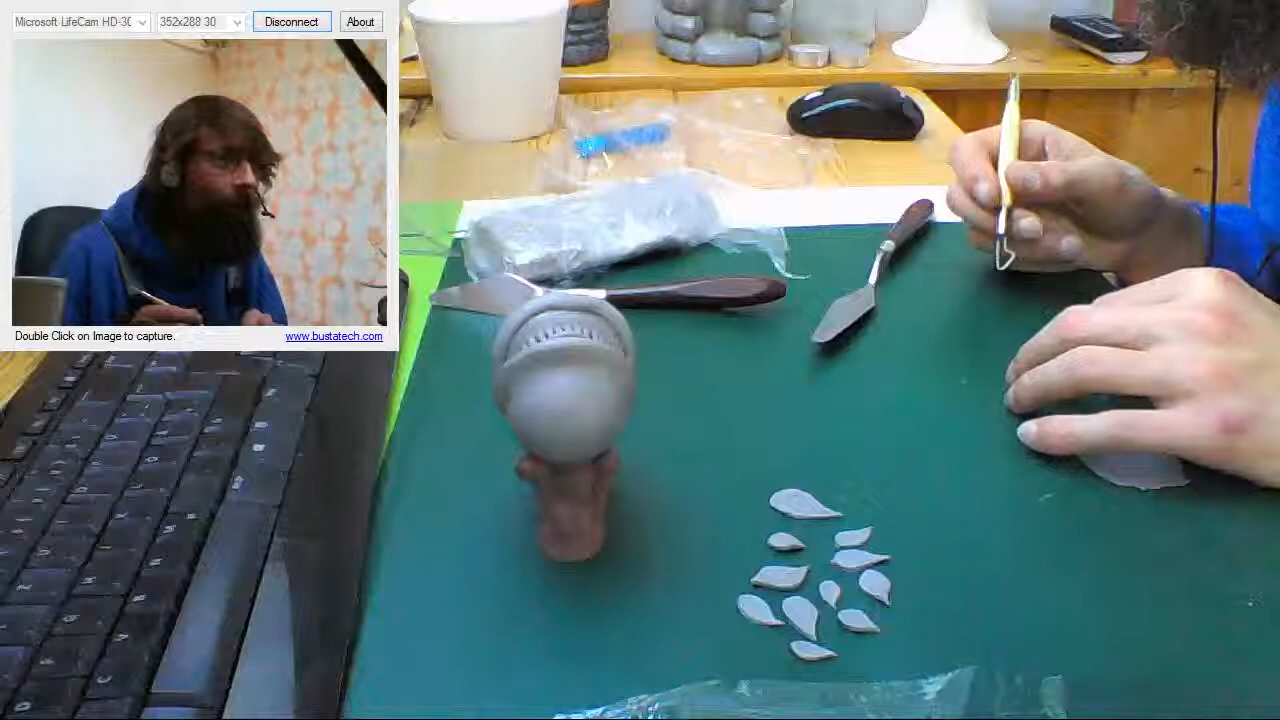 Microsoft LifeCam HD-30
352x288 30
Disconnect
About
Double Click on Image to capture.
www.bustatech.com